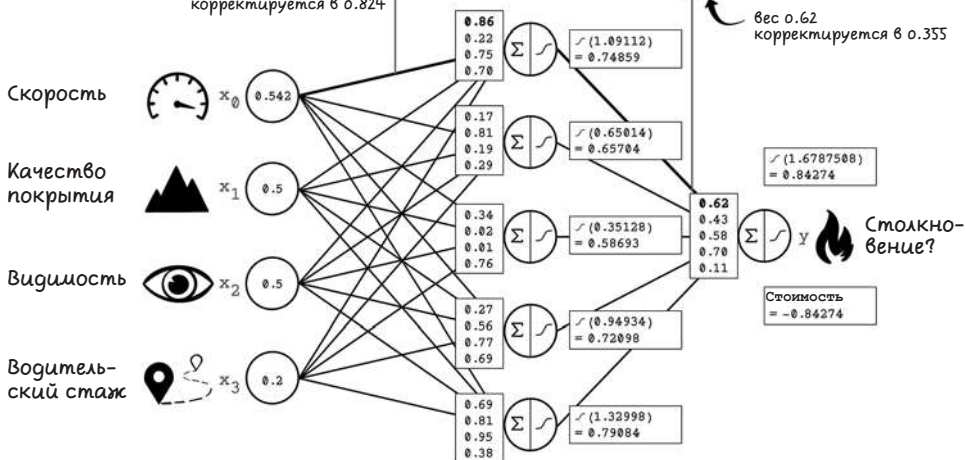 корректируется в 0.824
вес 0.62
корректируется в 0.355
Скорость
x0
0.542
0.86
0.22
0.75
0.70
Σ
(1.09112)
= 0.74859
Качество
покрытия
x1
0.5
0.17
0.81
0.19
0.29
Σ
(0.65014)
= 0.65704
Видимость
x2
0.5
0.34
0.02
0.01
0.76
Σ
(0.35128)
= 0.58693
Водитель-
ский стаж
x3
0.2
0.27
0.56
0.77
0.69
Σ
(0.94934)
= 0.72098
0.69
0.81
0.95
0.38
Σ
(1.32998)
= 0.79084
0.62
0.43
0.58
0.70
0.11
Σ
y
(1.6787508)
= 0.84274
Столкно-
вение?
Стоимость
= -0.84274